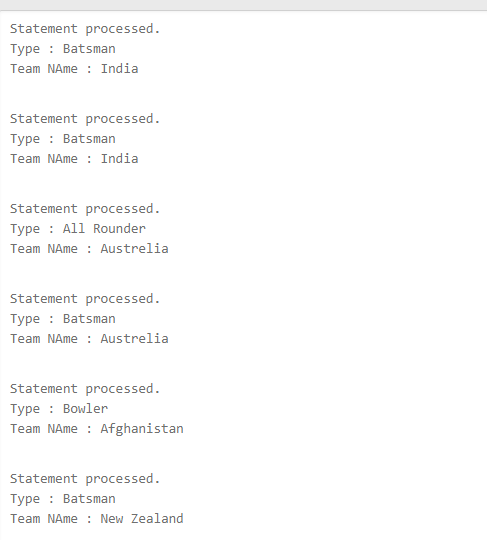 Statement processed.
Type : Batsman
Team NAme : India
Statement processed.
Type : Batsman
Team NAme : India
Statement processed.
Type : All Rounder
Team NAme : Austrelia
Statement processed.
Type : Batsman
Team NAme : Austrelia
Statement processed.
Type : Bowler
Team NAme : Afghanistan
Statement processed.
Type : Batsman
Team NAme : New Zealand